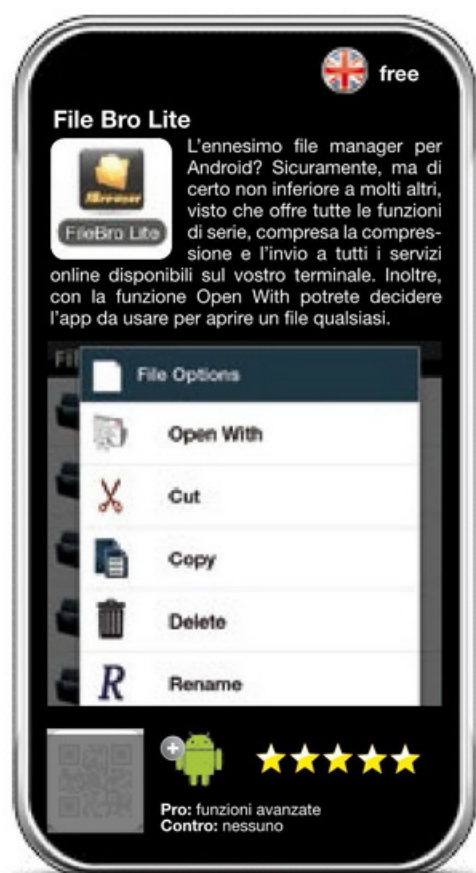 free
File Bro Lite
L'ennesimo file manager per
Android? Sicuramente, ma di
certo non inferiore a molti altri,
visto che offre tutte le funzioni
di serie, compresa la compres-
sione e l'invio a tutti i servizi
online disponibili sul vostro terminale. Inoltre,
con la funzione Open With potrete decidere
l'app da usare per aprire un file qualsiasi.
FileBro Lite
File Options
Open With
Cut
Copy
Delete
R Rename
Pro: funzioni avanzate
Contro: nessuno